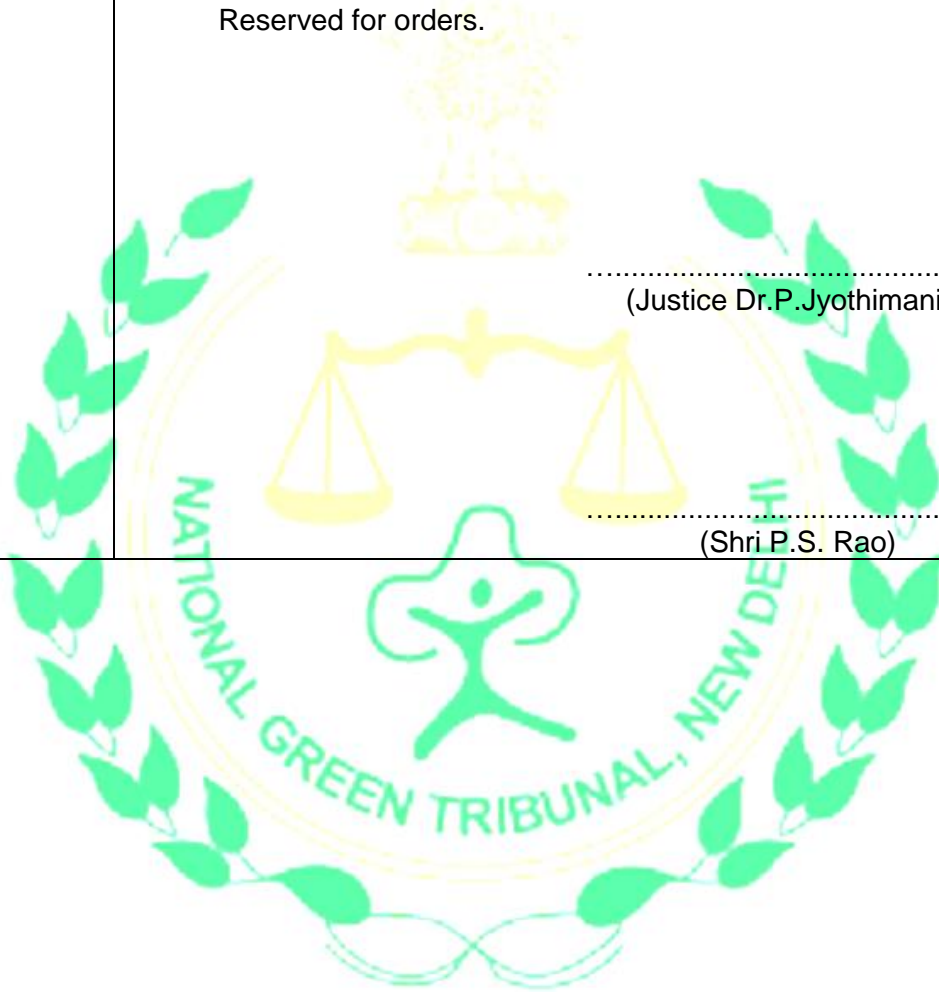 Reserved for orders.
…..........................................
(Justice Dr.P.Jyothimani
…..........................................
(Shri P.S. Rao)
NATIONAL GREEN TRIBUNAL, NEW DELHI